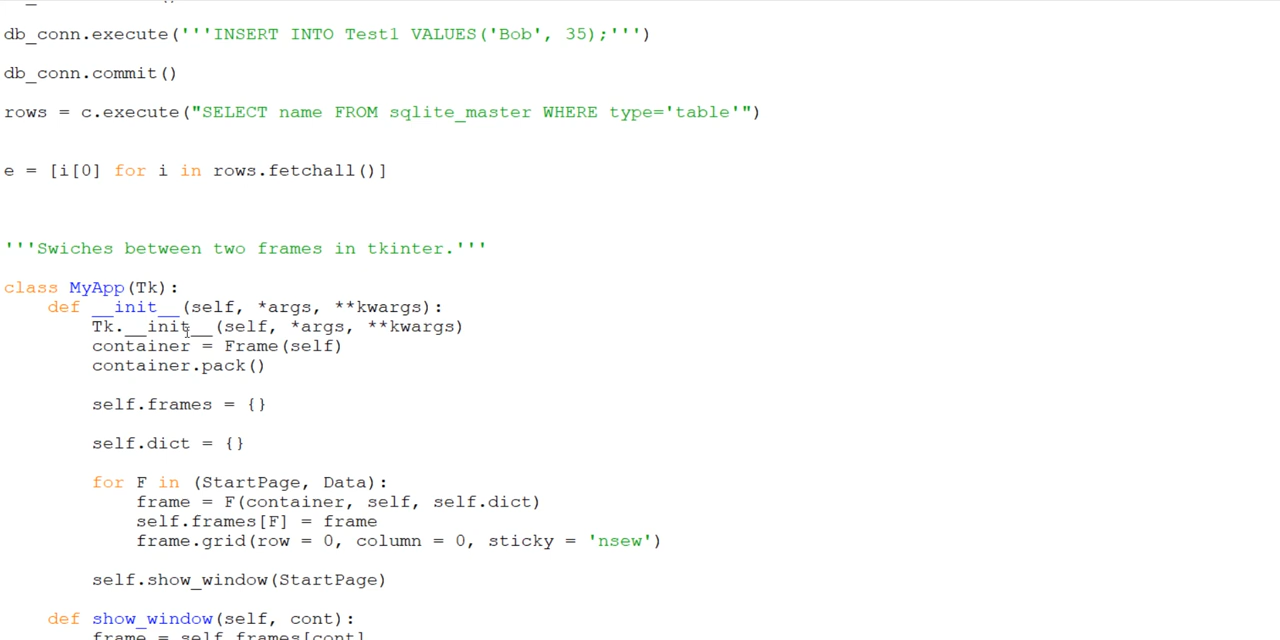 db_conn.execute('''INSERT INTO Test1 VALUES('Bob', 35);''')
db_conn.commit()
rows = c.execute("SELECT name FROM sqlite_master WHERE type='table'")
e = [i[0] for i in rows.fetchall()]
'''Swiches between two frames in tkinter.'''
class MyApp(Tk):
    def __init__(self, *args, **kwargs):
        Tk.__init__(self, *args, **kwargs)
        container = Frame(self)
        container.pack()
        self.frames = {}
        self.dict = {}
        for F in (StartPage, Data):
            frame = F(container, self, self.dict)
            self.frames[F] = frame
            frame.grid(row = 0, column = 0, sticky = 'nsew')
        self.show_window(StartPage)
    def show_window(self, cont):
        frame = self.frames[cont]